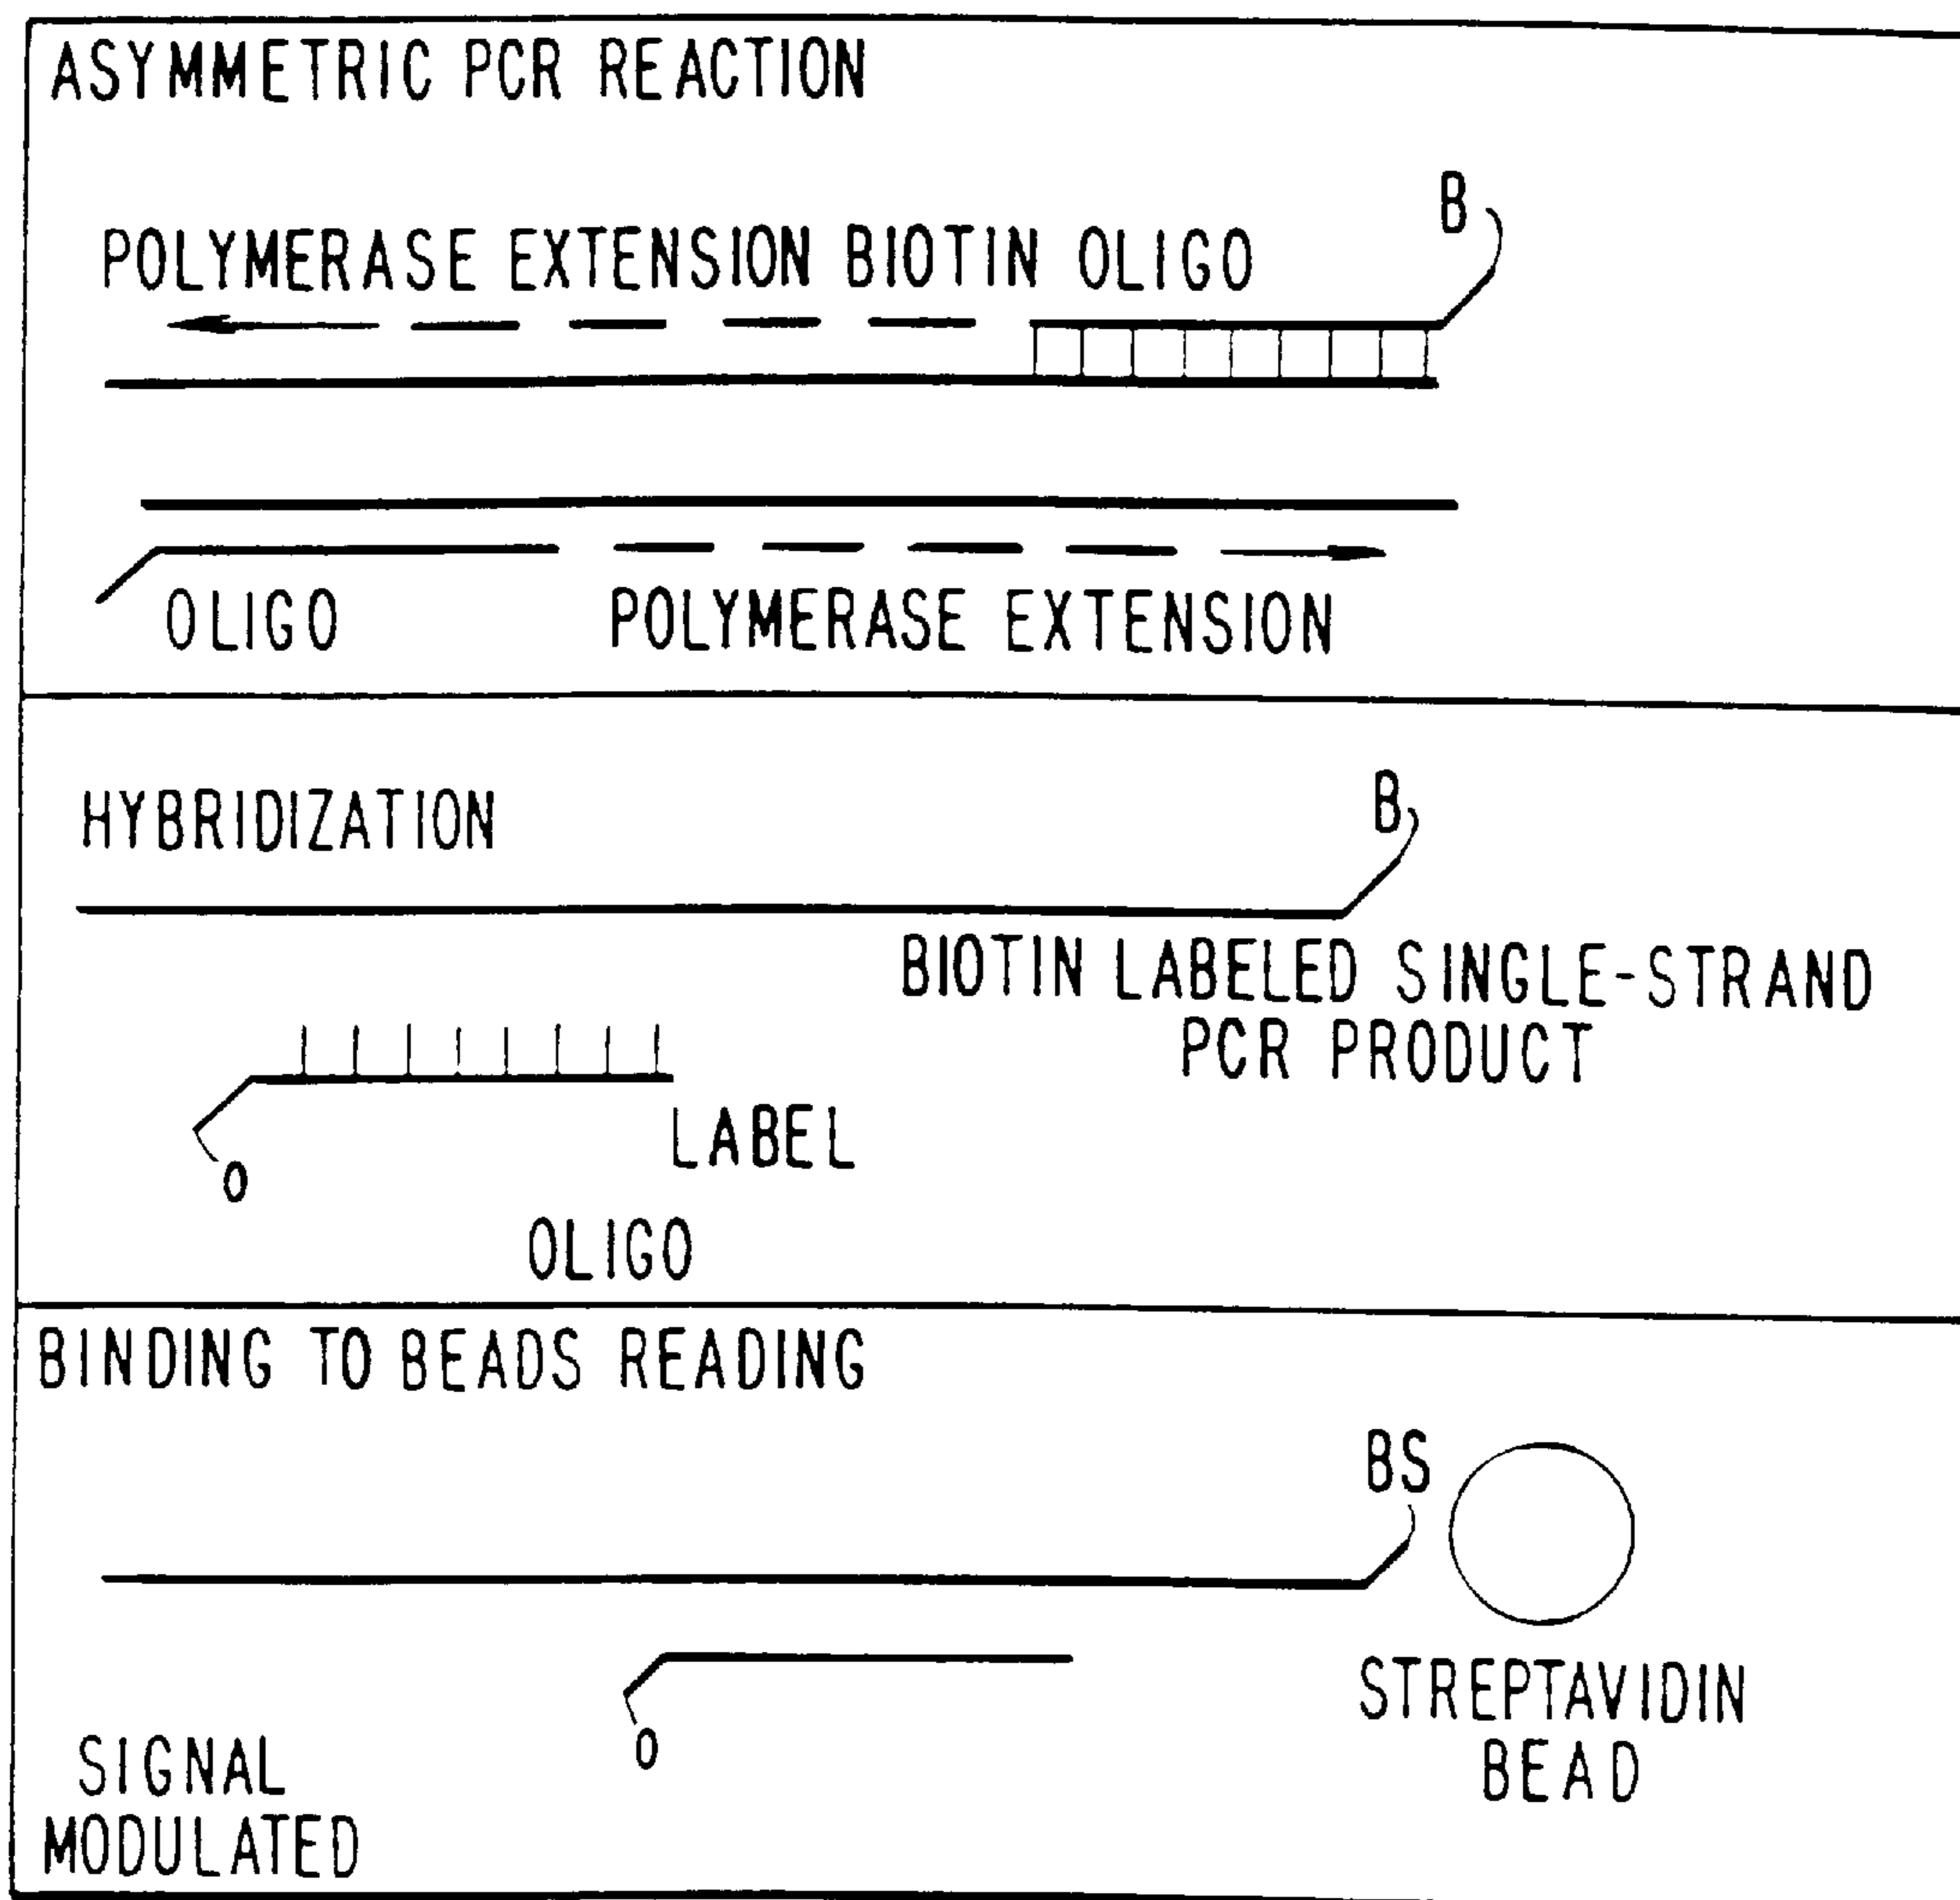 ASYMMETRIC PCR REACTION
B
POLYMERASE EXTENSION BIOTIN OLIGO
OLIGO
POLYMERASE EXTENSION
HYBRIDIZATION
B
BIOTIN LABELED SINGLE-STRAND
PCR PRODUCT
LABEL
O
OLIGO
BINDING TO BEADS READING
BS
STREPTAVIDIN
BEAD
O
SIGNAL
MODULATED